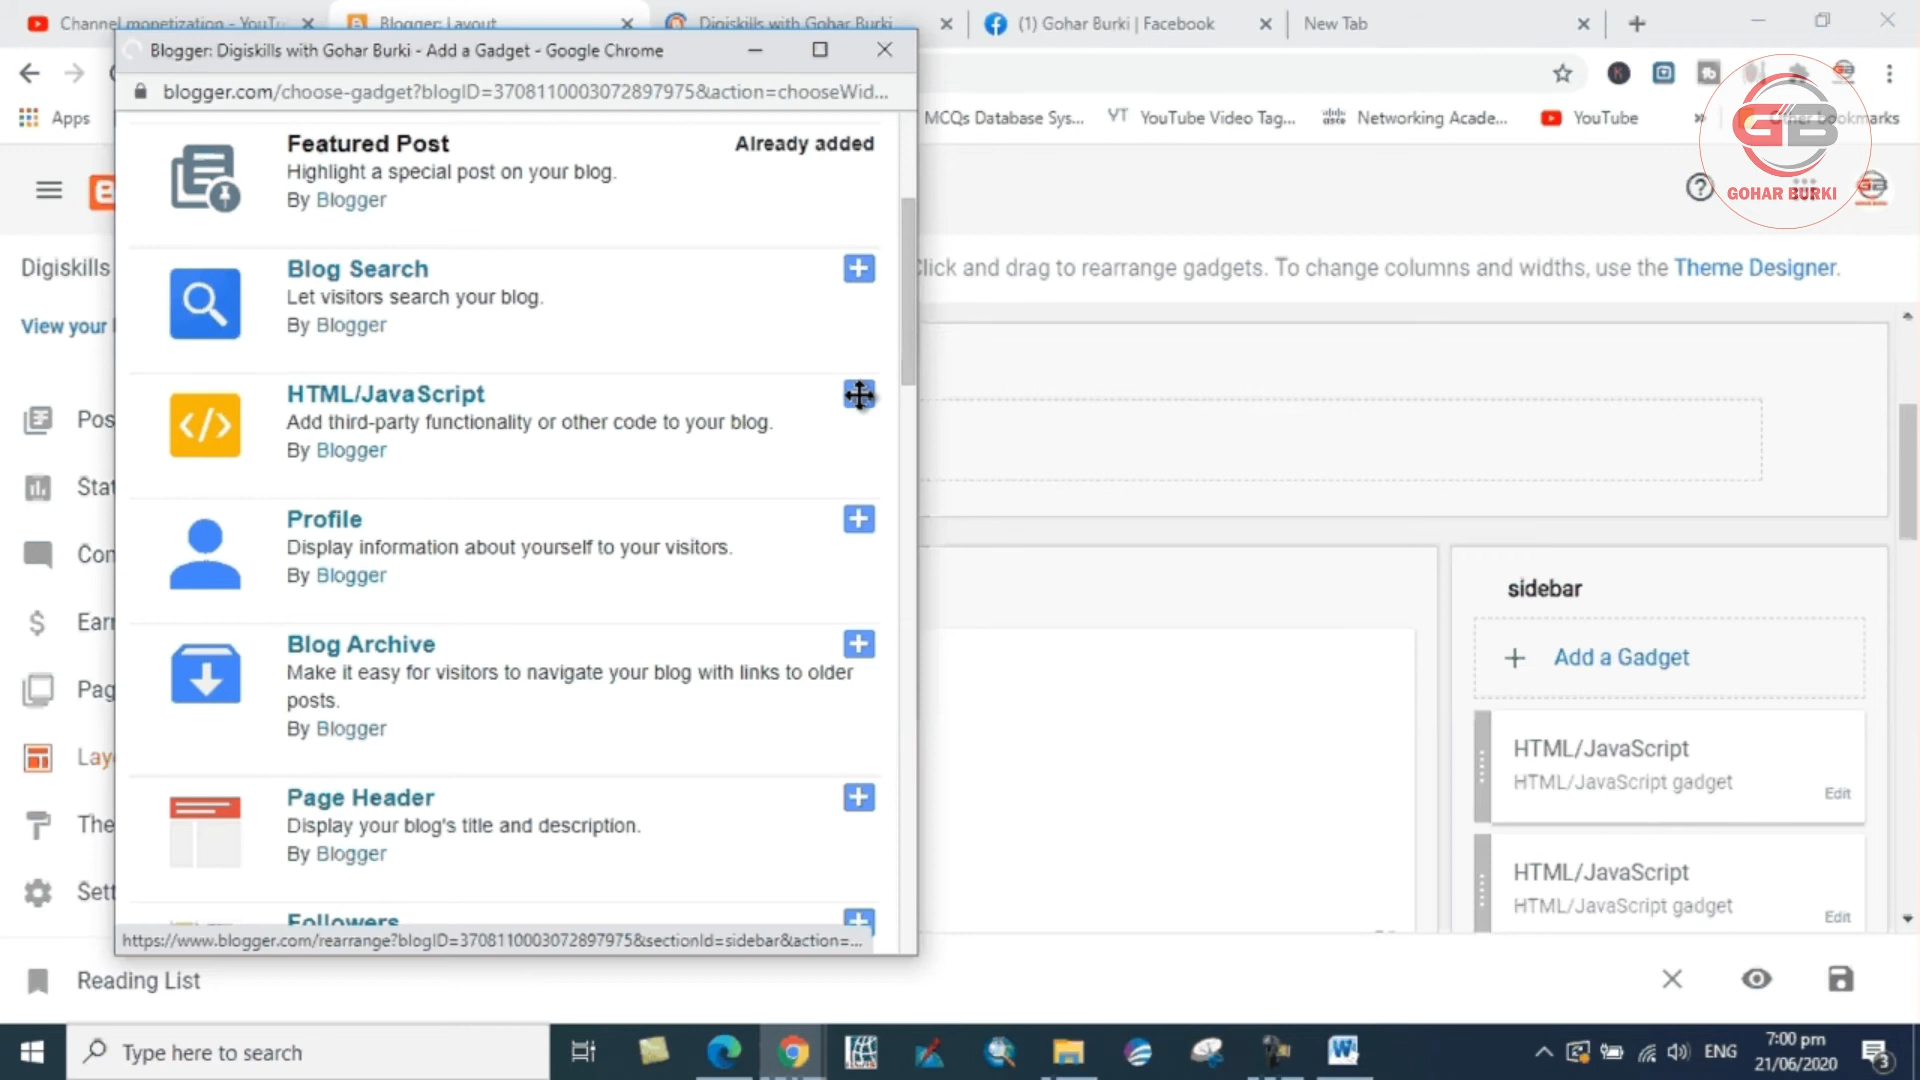 Channel monetization - YouTu
Blogger: Layout
Digiskills with Gohar Burki
(1) Gohar Burki | Facebook
New Tab
Blogger: Digiskills with Gohar Burki - Add a Gadget - Google Chrome
blogger.com/choose-gadget?blogID=3708110003072897975&action=chooseWid...
Apps
MCQs Database Sys...
YT YouTube Video Tag...
Networking Acade...
YouTube
»
Other bookmarks
GB
GOHAR BURKI
Featured Post
Already added
Highlight a special post on your blog.
By Blogger
Blog Search
Let visitors search your blog.
By Blogger
HTML/JavaScript
Add third-party functionality or other code to your blog.
By Blogger
Profile
Display information about yourself to your visitors.
By Blogger
Blog Archive
Make it easy for visitors to navigate your blog with links to older
posts.
By Blogger
Page Header
Display your blog's title and description.
By Blogger
Followers
https://www.blogger.com/rearrange?blogID=3708110003072897975&sectionId=sidebar&action=...
Digiskills
View your
Pos
Stat
Con
Earn
Pag
Layo
The
Sett
Reading List
Click and drag to rearrange gadgets. To change columns and widths, use the Theme Designer.
sidebar
+ Add a Gadget
HTML/JavaScript
HTML/JavaScript gadget
Edit
HTML/JavaScript
HTML/JavaScript gadget
Edit
Type here to search
ENG
7:00 pm
21/06/2020
3